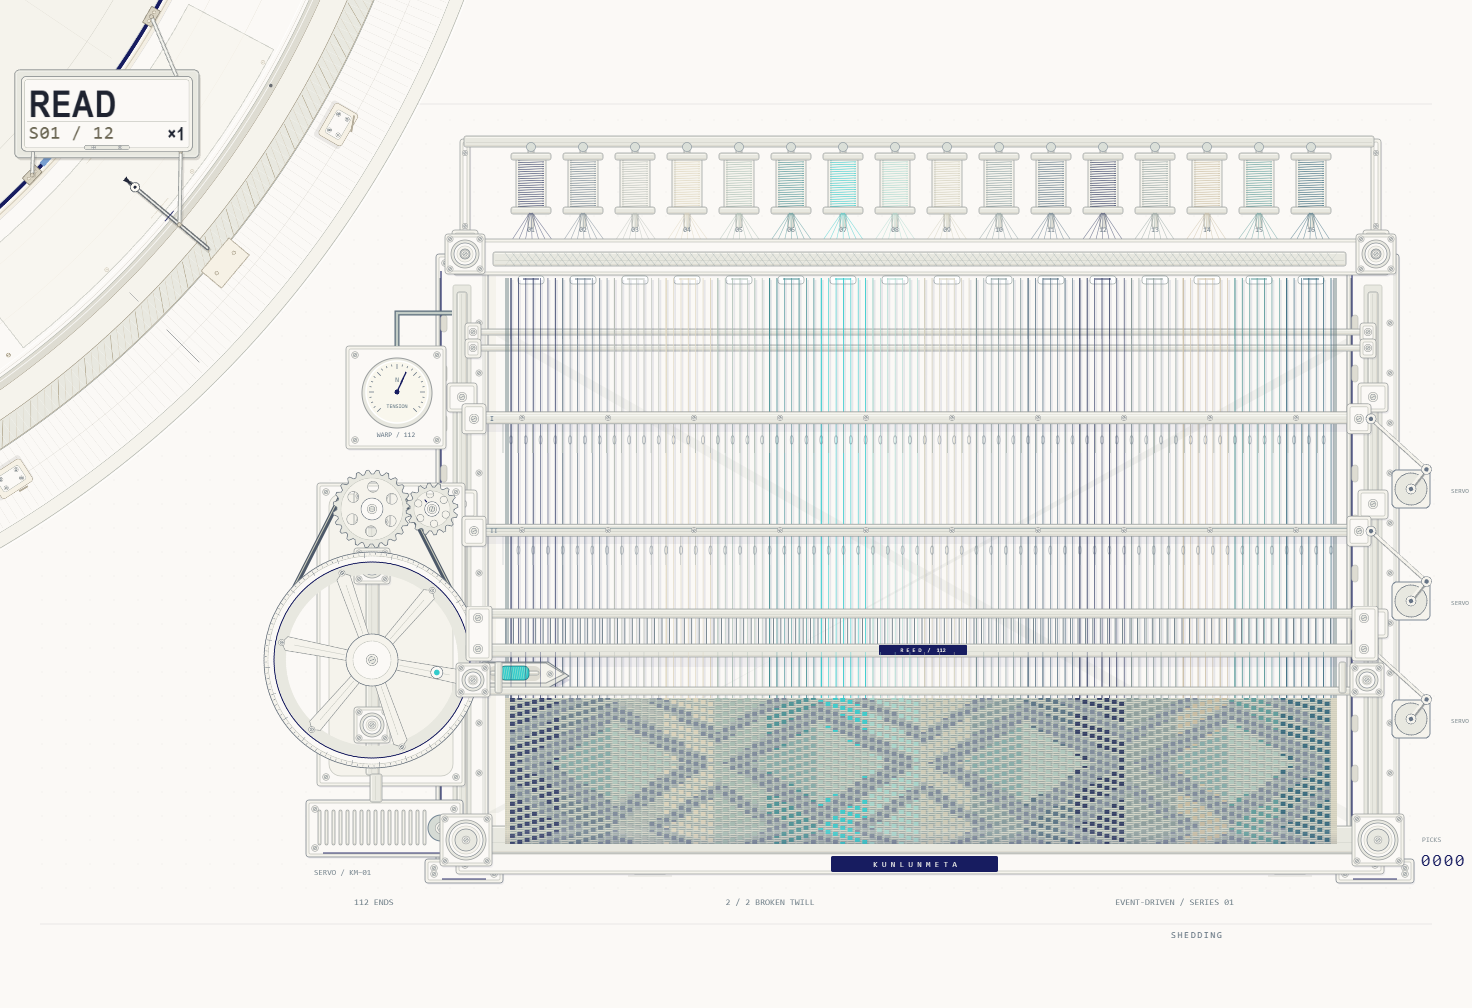 READ
S01 / 12 ×1
01 02 03 04 05 06 07 08 09 10 11 12 13 14 15 16
N
TENSION
WARP / 112
I
II
SERVO
SERVO
SERVO
REED / 112
KUNLUNMETA
PICKS
0000
SERVO / KM-01
112 ENDS
2 / 2 BROKEN TWILL
EVENT-DRIVEN / SERIES 01
SHEDDING